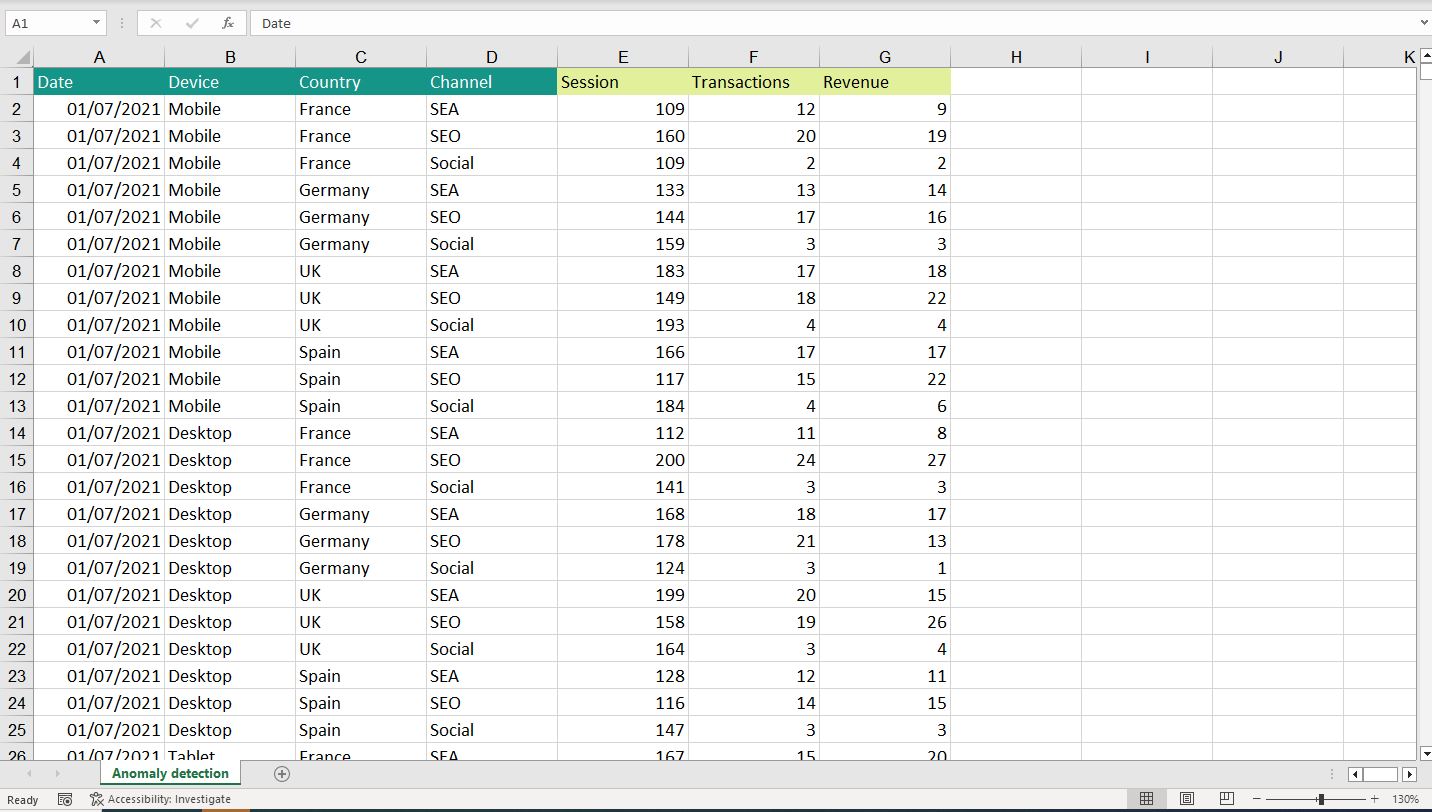 A1 fx Date
A B C D E F G H I J K
1 Date Device Country Channel Session Transactions Revenue
2 01/07/2021 Mobile France SEA 109 12 9
3 01/07/2021 Mobile France SEO 160 20 19
4 01/07/2021 Mobile France Social 109 2 2
5 01/07/2021 Mobile Germany SEA 133 13 14
6 01/07/2021 Mobile Germany SEO 144 17 16
7 01/07/2021 Mobile Germany Social 159 3 3
8 01/07/2021 Mobile UK SEA 183 17 18
9 01/07/2021 Mobile UK SEO 149 18 22
10 01/07/2021 Mobile UK Social 193 4 4
11 01/07/2021 Mobile Spain SEA 166 17 17
12 01/07/2021 Mobile Spain SEO 117 15 22
13 01/07/2021 Mobile Spain Social 184 4 6
14 01/07/2021 Desktop France SEA 112 11 8
15 01/07/2021 Desktop France SEO 200 24 27
16 01/07/2021 Desktop France Social 141 3 3
17 01/07/2021 Desktop Germany SEA 168 18 17
18 01/07/2021 Desktop Germany SEO 178 21 13
19 01/07/2021 Desktop Germany Social 124 3 1
20 01/07/2021 Desktop UK SEA 199 20 15
21 01/07/2021 Desktop UK SEO 158 19 26
22 01/07/2021 Desktop UK Social 164 3 4
23 01/07/2021 Desktop Spain SEA 128 12 11
24 01/07/2021 Desktop Spain SEO 116 14 15
25 01/07/2021 Desktop Spain Social 147 3 3
26 01/07/2021 Tablet France SEA 167 15 20
Anomaly detection
Ready Accessibility: Investigate 130%